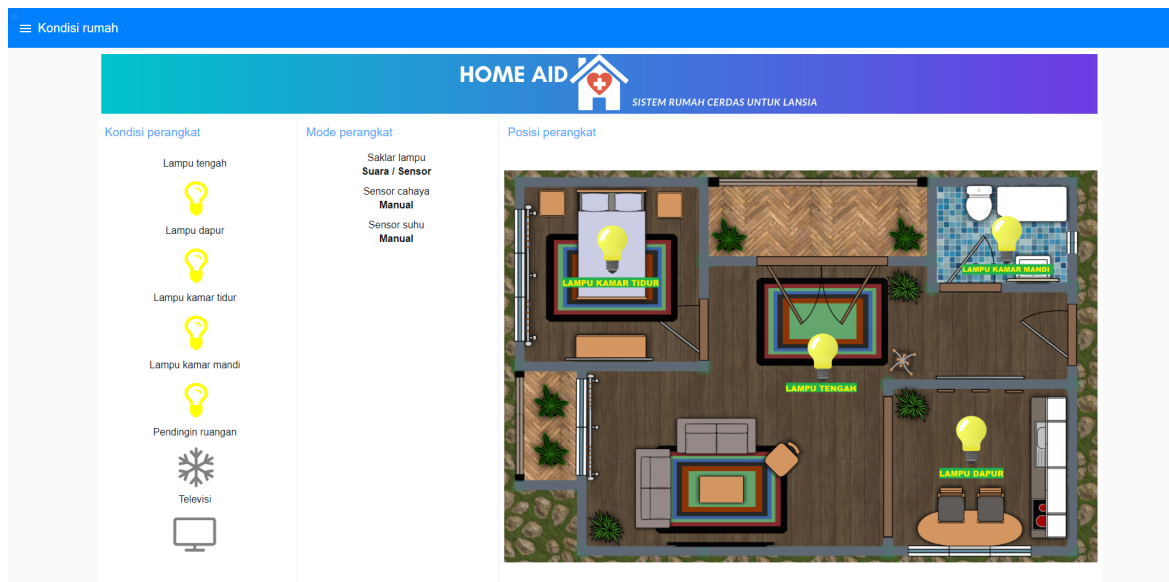 Kondisi rumah
HOME AID
SISTEM RUMAH CERDAS UNTUK LANSIA
Kondisi perangkat
Lampu tengah
Lampu dapur
Lampu kamar tidur
Lampu kamar mandi
Pendingin ruangan
Televisi
Mode perangkat
Saklar lampu
Suara / Sensor
Sensor cahaya
Manual
Sensor suhu
Manual
Posisi perangkat
LAMPU KAMAR MANDI
LAMPU KAMAR TIDUR
LAMPU TENGAH
LAMPU DAPUR